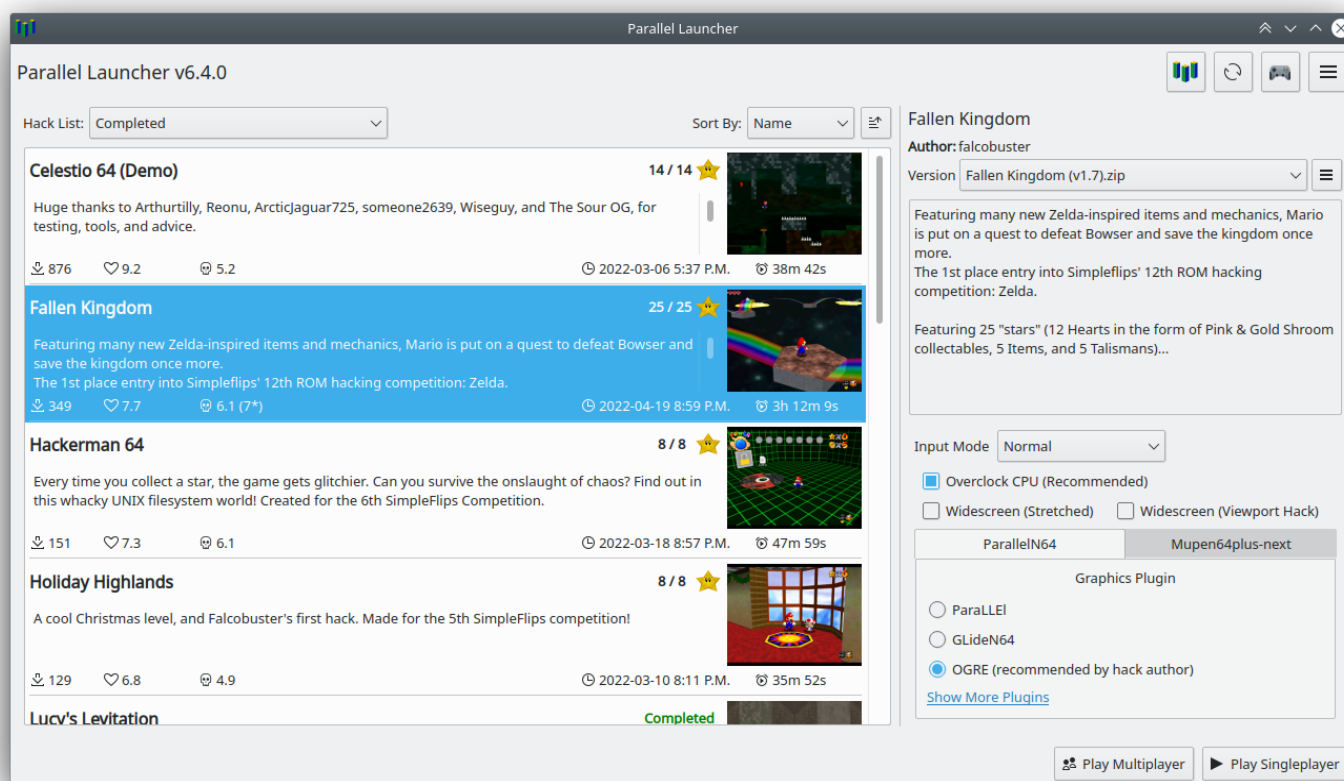 Parallel Launcher
Parallel Launcher v6.4.0
Hack List: Completed
Sort By: Name
Celestio 64 (Demo)
14 / 14
Huge thanks to Arthurtilly, Reonu, ArcticJaguar725, someone2639, Wiseguy, and The Sour OG, for
testing, tools, and advice.
876 9.2 5.2 2022-03-06 5:37 P.M. 38m 42s
Fallen Kingdom
25 / 25
Featuring many new Zelda-inspired items and mechanics, Mario is put on a quest to defeat Bowser and
save the kingdom once more.
The 1st place entry into Simpleflips' 12th ROM hacking competition: Zelda.
349 7.7 6.1 (7*) 2022-04-19 8:59 P.M. 3h 12m 9s
Hackerman 64
8 / 8
Every time you collect a star, the game gets glitchier. Can you survive the onslaught of chaos? Find out in
this whacky UNIX filesystem world! Created for the 6th SimpleFlips Competition.
151 7.3 6.1 2022-03-18 8:57 P.M. 47m 59s
Holiday Highlands
8 / 8
A cool Christmas level, and Falcobuster's first hack. Made for the 5th SimpleFlips competition!
129 6.8 4.9 2022-03-10 8:11 P.M. 35m 52s
Lucy's Levitation
Completed
Fallen Kingdom
Author: falcobuster
Version Fallen Kingdom (v1.7).zip
Featuring many new Zelda-inspired items and mechanics, Mario
is put on a quest to defeat Bowser and save the kingdom once
more.
The 1st place entry into Simpleflips' 12th ROM hacking
competition: Zelda.
Featuring 25 "stars" (12 Hearts in the form of Pink & Gold Shroom
collectables, 5 Items, and 5 Talismans)...
Input Mode Normal
Overclock CPU (Recommended)
Widescreen (Stretched) Widescreen (Viewport Hack)
ParallelN64 Mupen64plus-next
Graphics Plugin
ParaLLEl
GLideN64
OGRE (recommended by hack author)
Show More Plugins
Play Multiplayer Play Singleplayer